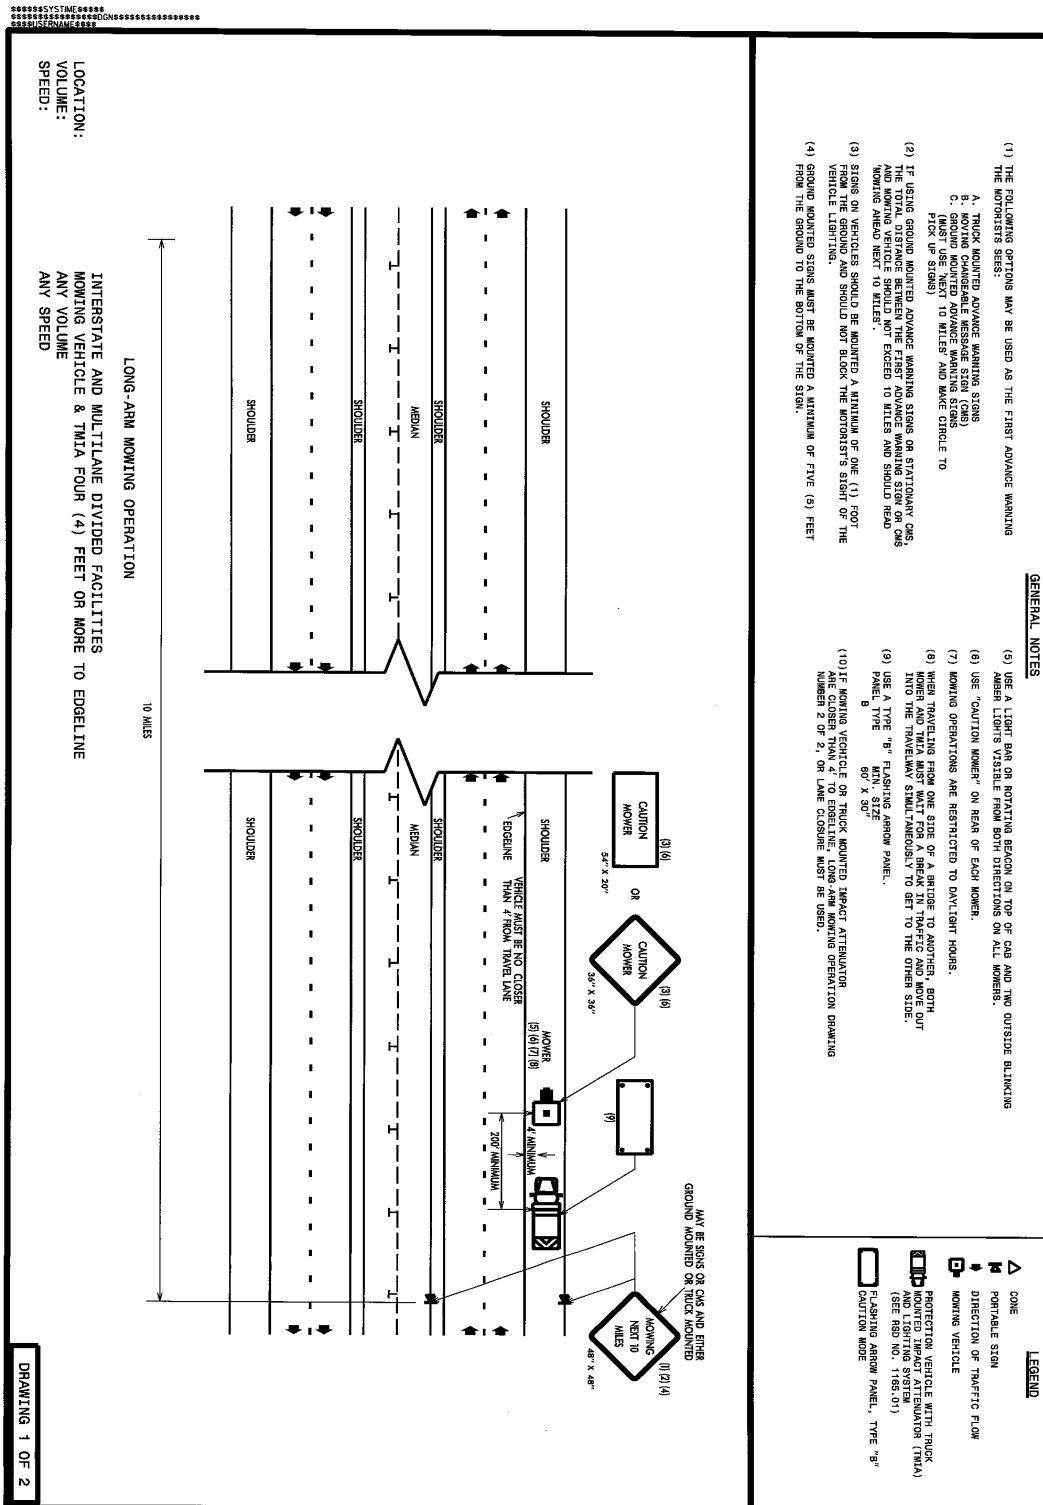 $$$$$$SYSTIME$$$$$
$$$$$$$$$$$$$$$DGN$$$$$$$$$$$$$$$
$$$$USERNAME$$$$
GENERAL NOTES
(1) THE FOLLOWING OPTIONS MAY BE USED AS THE FIRST ADVANCE WARNING
THE MOTORISTS SEES:
A. TRUCK MOUNTED ADVANCE WARNING SIGNS
B. MOVING CHANGEABLE MESSAGE SIGN (CMS)
C. GROUND MOUNTED ADVANCE WARNING SIGNS
(MUST USE 'NEXT 10 MILES' AND MAKE CIRCLE TO
PICK UP SIGNS)
(2) IF USING GROUND MOUNTED ADVANCE WARNING SIGNS OR STATIONARY CMS,
THE TOTAL DISTANCE BETWEEN THE FIRST ADVANCE WARNING SIGN OR CMS
AND MOWING VEHICLE SHOULD NOT EXCEED 10 MILES AND SHOULD READ
'MOWING AHEAD NEXT 10 MILES'.
(3) SIGNS ON VEHICLES SHOULD BE MOUNTED A MINIMUM OF ONE (1) FOOT
FROM THE GROUND AND SHOULD NOT BLOCK THE MOTORIST'S SIGHT OF THE
VEHICLE LIGHTING.
(4) GROUND MOUNTED SIGNS MUST BE MOUNTED A MINIMUM OF FIVE (5) FEET
FROM THE GROUND TO THE BOTTOM OF THE SIGN.
(5) USE A LIGHT BAR OR ROTATING BEACON ON TOP OF CAB AND TWO OUTSIDE BLINKING
AMBER LIGHTS VISIBLE FROM BOTH DIRECTIONS ON ALL MOWERS.
(6) USE "CAUTION MOWER" ON REAR OF EACH MOWER.
(7) MOWING OPERATIONS ARE RESTRICTED TO DAYLIGHT HOURS.
(8) WHEN TRAVELING FROM ONE SIDE OF A BRIDGE TO ANOTHER, BOTH
MOWER AND TMIA MUST WAIT FOR A BREAK IN TRAFFIC AND MOVE OUT
INTO THE TRAVELWAY SIMULTANEOUSLY TO GET TO THE OTHER SIDE.
(9) USE A TYPE "B" FLASHING ARROW PANEL.
PANEL TYPE MIN. SIZE
B 60" X 30"
(10) IF MOWING VECHICLE OR TRUCK MOUNTED IMPACT ATTENUATOR
ARE CLOSER THAN 4' TO EDGELINE, LONG-ARM MOWING OPERATION DRAWING
NUMBER 2 OF 2, OR LANE CLOSURE MUST BE USED.
LEGEND
CONE
PORTABLE SIGN
DIRECTION OF TRAFFIC FLOW
MOWING VEHICLE
PROTECTION VEHICLE WITH TRUCK
MOUNTED IMPACT ATTENUATOR (TMIA)
AND LIGHTING SYSTEM
(SEE RSD NO. 1165.01)
FLASHING ARROW PANEL, TYPE "B"
CAUTION MODE
CAUTION
MOWER
(3) (6)
54" X 20"
OR
CAUTION
MOWER
(3) (6)
36" X 36"
(9)
MAY BE SIGNS OR CMS AND EITHER
GROUND MOUNTED OR TRUCK MOUNTED
MOWING
NEXT 10
MILES
(1) (2) (4)
48" X 48"
SHOULDER
SHOULDER
EDGELINE
VEHICLE MUST BE NO CLOSER
THAN 4' FROM TRAVEL LANE
MOWER
(5) (6) (7) (8)
4' MINIMUM
200' MINIMUM
SHOULDER
SHOULDER
MEDIAN
MEDIAN
SHOULDER
SHOULDER
SHOULDER
SHOULDER
10 MILES
LONG-ARM MOWING OPERATION
INTERSTATE AND MULTILANE DIVIDED FACILITIES
MOWING VEHICLE & TMIA FOUR (4) FEET OR MORE TO EDGELINE
ANY VOLUME
ANY SPEED
LOCATION:
VOLUME:
SPEED:
DRAWING 1 OF 2